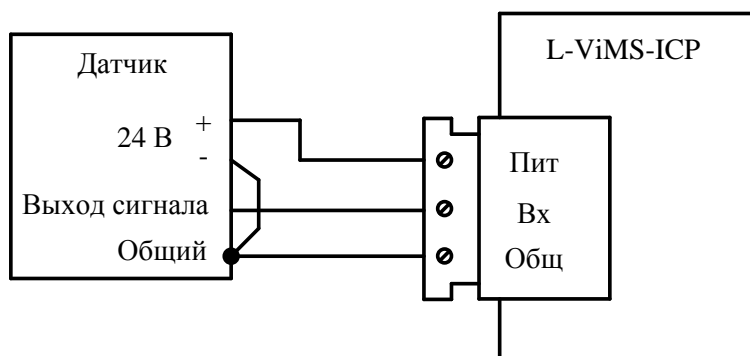 Датчик
L-ViMS-ICP
24 В
+
-
Выход сигнала
Общий
Пит
Вх
Общ